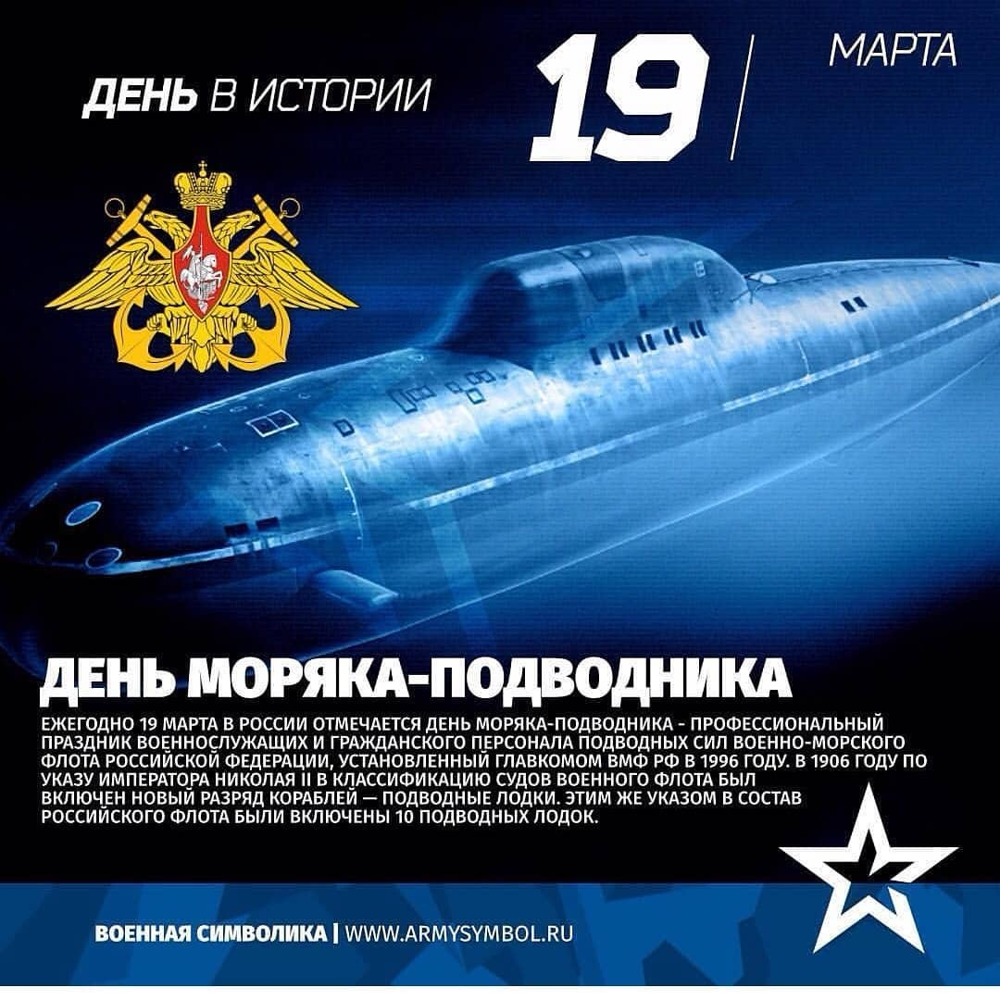 ДЕНЬ В ИСТОРИИ
19
МАРТА
ДЕНЬ МОРЯКА-ПОДВОДНИКА
ЕЖЕГОДНО 19 МАРТА В РОССИИ ОТМЕЧАЕТСЯ ДЕНЬ МОРЯКА-ПОДВОДНИКА - ПРОФЕССИОНАЛЬНЫЙ
ПРАЗДНИК ВОЕННОСЛУЖАЩИХ И ГРАЖДАНСКОГО ПЕРСОНАЛА ПОДВОДНЫХ СИЛ ВОЕННО-МОРСКОГО
ФЛОТА РОССИЙСКОЙ ФЕДЕРАЦИИ, УСТАНОВЛЕННЫЙ ГЛАВКОМОМ ВМФ РФ В 1996 ГОДУ. В 1906 ГОДУ ПО
УКАЗУ ИМПЕРАТОРА НИКОЛАЯ II В КЛАССИФИКАЦИЮ СУДОВ ВОЕННОГО ФЛОТА БЫЛ
ВКЛЮЧЕН НОВЫЙ РАЗРЯД КОРАБЛЕЙ — ПОДВОДНЫЕ ЛОДКИ. ЭТИМ ЖЕ УКАЗОМ В СОСТАВ
РОССИЙСКОГО ФЛОТА БЫЛИ ВКЛЮЧЕНЫ 10 ПОДВОДНЫХ ЛОДОК.
ВОЕННАЯ СИМВОЛИКА | WWW.ARMYSYMBOL.RU